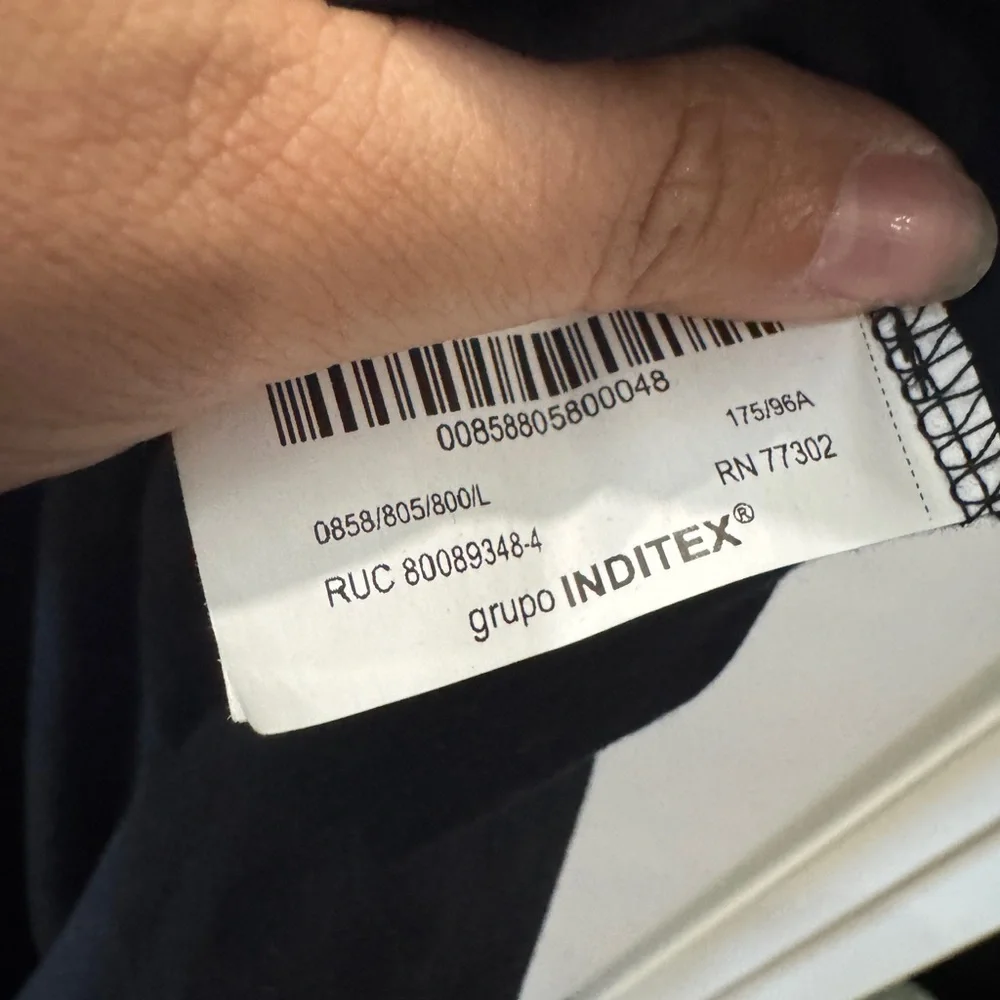 00858805800048
175/96A
0858/805/800/L
RN 77302
RUC 80089348-4
grupo INDITEX®